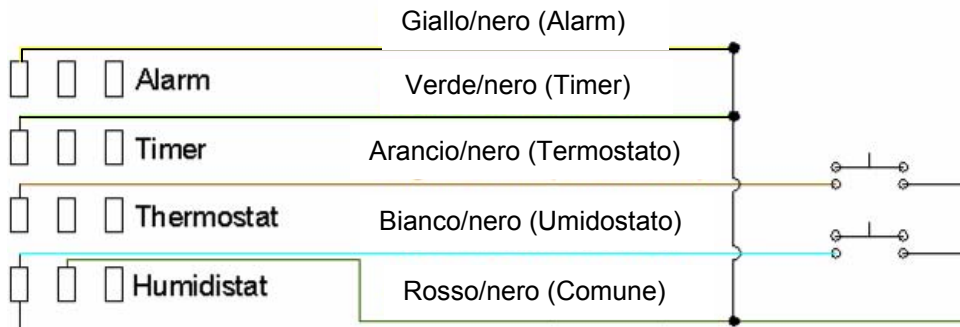 Giallo/nero (Alarm)
Alarm
Verde/nero (Timer)
Timer
Arancio/nero (Termostato)
Thermostat
Bianco/nero (Umidostato)
Humidistat
Rosso/nero (Comune)